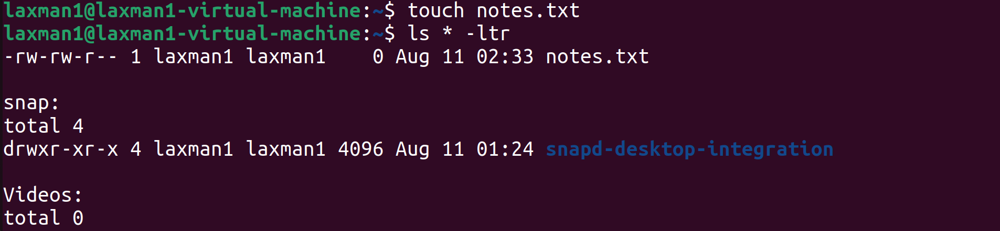 laxman1@laxman1-virtual-machine:~$ touch notes.txt
laxman1@laxman1-virtual-machine:~$ ls * -ltr
-rw-rw-r-- 1 laxman1 laxman1    0 Aug 11 02:33 notes.txt
snap:
total 4
drwxr-xr-x 4 laxman1 laxman1 4096 Aug 11 01:24 snapd-desktop-integration
Videos:
total 0